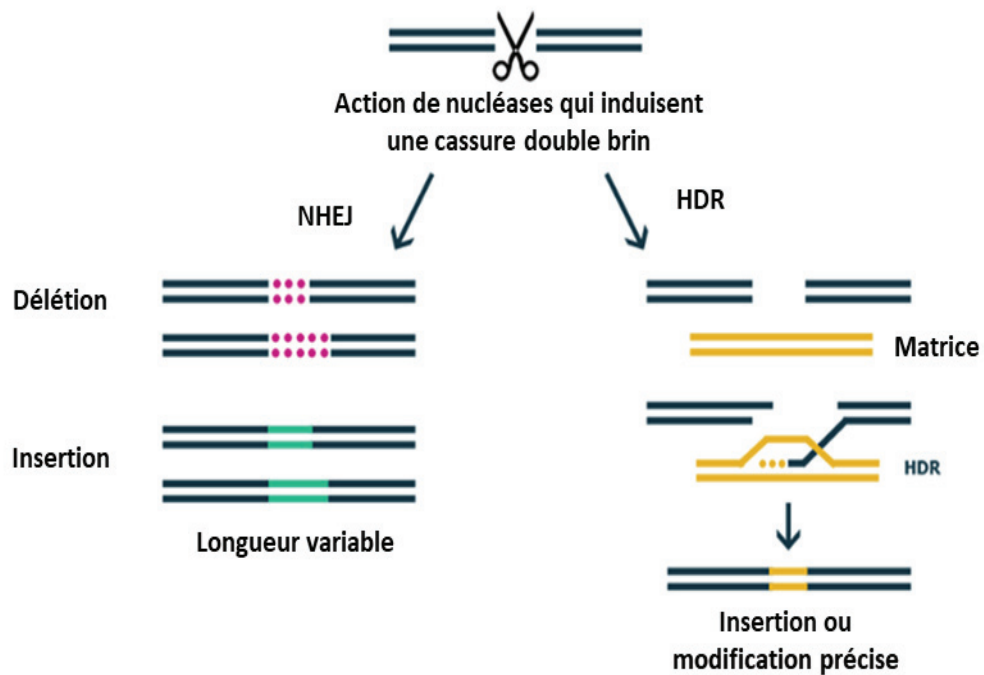 Action de nucléases qui induisent
une cassure double brin
NHEJ
HDR
Délétion
Matrice
Insertion
HDR
Longueur variable
Insertion ou
modification précise